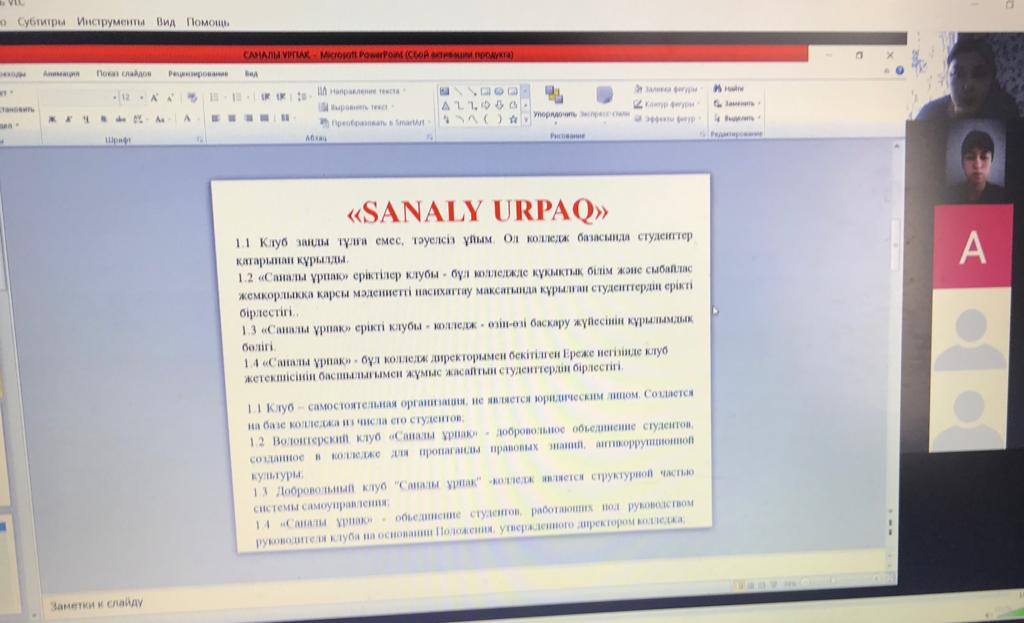 Субтитры Инструменты Вид Помощь
САНАЛЫ ҰРПАҚ - Microsoft PowerPoint (Сбой активации продукта)
Анимация Показ слайдов Рецензирование Вид
12
Направление текста
Выровнять текст
Преобразовать в SmartArt
Упорядочить Экспресс-стили
Заливка фигуры
Контур фигуры
Эффекты фигур
Найти
Заменить
Выделить
Шрифт Абзац Рисование Редактирование
«SANALY URPAQ»
1.1 Клуб заңды тұлға емес, тәуелсіз ұйым. Ол колледж базасында студенттер
қатарынан құрылды.
1.2 «Саналы ұрпақ» еріктілер клубы - бұл колледжде құқықтық білім және сыбайлас
жемқорлыққа қарсы мәдениетті насихаттау мақсатында құрылған студенттердің ерікті
бірлестігі..
1.3 «Саналы ұрпақ» ерікті клубы - колледж - өзін-өзі басқару жүйесінің құрылымдық
бөлігі.
1.4 «Саналы ұрпақ» - бұл колледж директорымен бекітілген Ереже негізінде клуб
жетекшісінің басшылығымен жұмыс жасайтын студенттердің бірлестігі.
1.1 Клуб – самостоятельная организация, не является юридическим лицом. Создается
на базе колледжа из числа его студентов;
1.2 Волонтерский клуб «Саналы ұрпақ» - добровольное объединение студентов,
созданное в колледже для пропаганды правовых знаний, антикоррупционной
культуры;
1.3 Добровольный клуб "Саналы ұрпақ" -колледж является структурной частью
системы самоуправления;
1.4 «Саналы ұрпақ» - объединение студентов, работающих под руководством
руководителя клуба на основании Положения, утвержденного директором колледжа;
A
Заметки к слайду